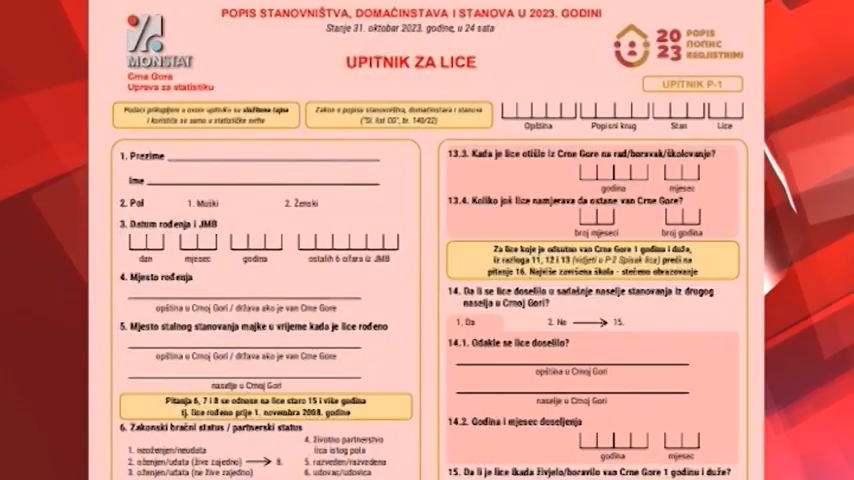 POPIS STANOVNIŠTVA, DOMAĆINSTAVA I STANOVA U 2023. GODINI
Stanje 31. oktobar 2023. godine, u 24 sata
MONSTAT
Crna Gora
Uprava za statistiku
UPITNIK ZA LICE
2023
POPIS
ПОПИС
REGJISTRIMI
UPITNIK P-1
Podaci prikupljeni u ovom upitniku su službena tajna
i koristiće se samo u statističke svrhe
Zakon o popisu stanovništva, domaćinstava i stanova
("Sl. list CG", br. 140/22)
Opština
Popisni krug
Stan
Lice
1. Prezime
Ime
2. Pol
1. Muški
2. Ženski
3. Datum rođenja i JMB
dan
mjesec
godina
ostalih 6 cifara iz JMB
4. Mjesto rođenja
opština u Crnoj Gori / država ako je van Crne Gore
5. Mjesto stalnog stanovanja majke u vrijeme kada je lice rođeno
opština u Crnoj Gori / država ako je van Crne Gore
naselje u Crnoj Gori
Pitanja 6, 7 i 8 se odnose na lice staro 15 i više godina
tj. lice rođeno prije 1. novembra 2008. godine
6. Zakonski bračni status / partnerski status
1. neoženjen/neudata
2. oženjen/udata (žive zajedno)
8.
3. oženjen/udata (ne žive zajedno)
4. životno partnerstvo
lica istog pola
5. razveden/razvedena
6. udovac/udovica
13.3. Kada je lice otišlo iz Crne Gore na rad/boravak/školovanje?
godina
mjesec
13.4. Koliko još lice namjerava da ostane van Crne Gore?
broj mjeseci
broj godina
Za lice koje je odsutno van Crne Gore 1 godinu i duže,
iz razloga 11, 12 i 13 (vidjeti u P-2 Spisak lica) preći na
pitanje 16. Najviše završena škola - stečeno obrazovanje
14. Da li se lice doselilo u sadašnje naselje stanovanja iz drugog
naselja u Crnoj Gori?
1. Da
2. Ne
15.
14.1. Odakle se lice doselilo?
opština u Crnoj Gori
naselje u Crnoj Gori
14.2. Godina i mjesec doseljenja
godina
mjesec
15. Da li je lice ikada živjelo/boravilo van Crne Gore 1 godinu i duže?